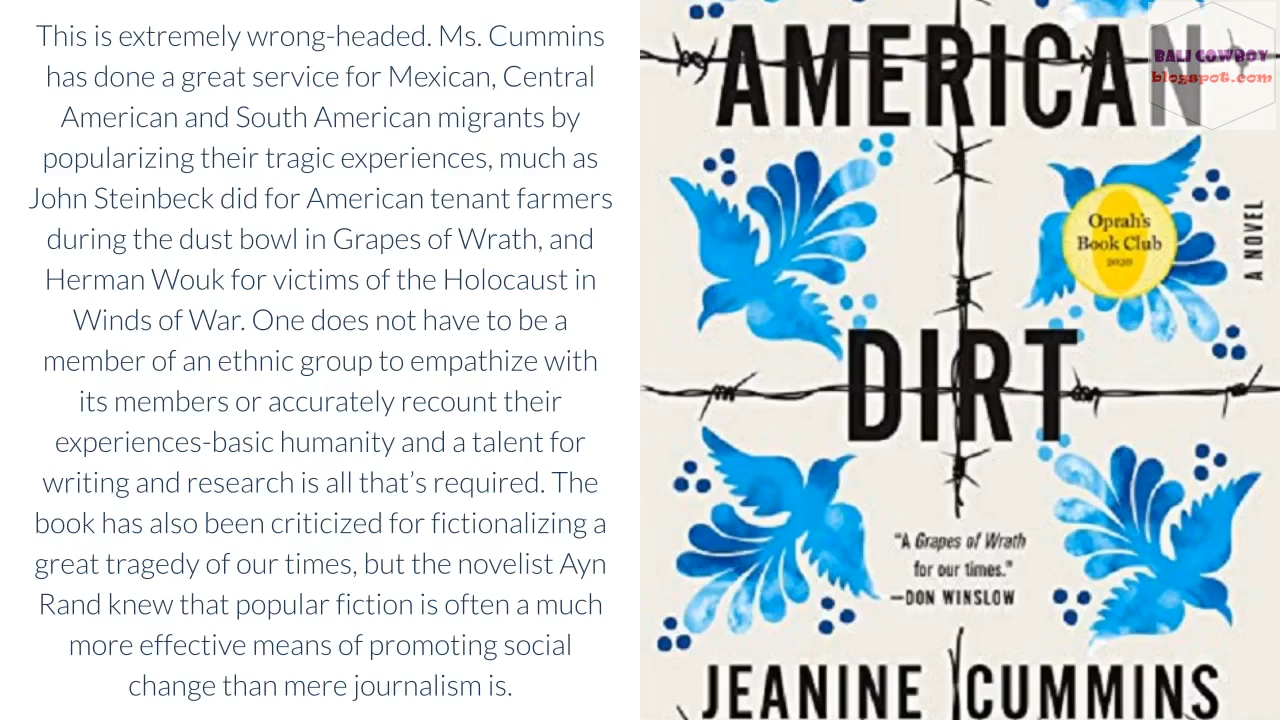 This is extremely wrong-headed. Ms. Cummins
has done a great service for Mexican, Central
American and South American migrants by
popularizing their tragic experiences, much as
John Steinbeck did for American tenant farmers
during the dust bowl in Grapes of Wrath, and
Herman Wouk for victims of the Holocaust in
Winds of War. One does not have to be a
member of an ethnic group to empathize with
its members or accurately recount their
experiences-basic humanity and a talent for
writing and research is all that’s required. The
book has also been criticized for fictionalizing a
great tragedy of our times, but the novelist Ayn
Rand knew that popular fiction is often a much
more effective means of promoting social
change than mere journalism is.
AMERICAN
BALI COWBOY
blogspot.com
Oprah's
Book Club
2020
A NOVEL
DIRT
"A Grapes of Wrath
for our times."
—DON WINSLOW
JEANINE CUMMINS